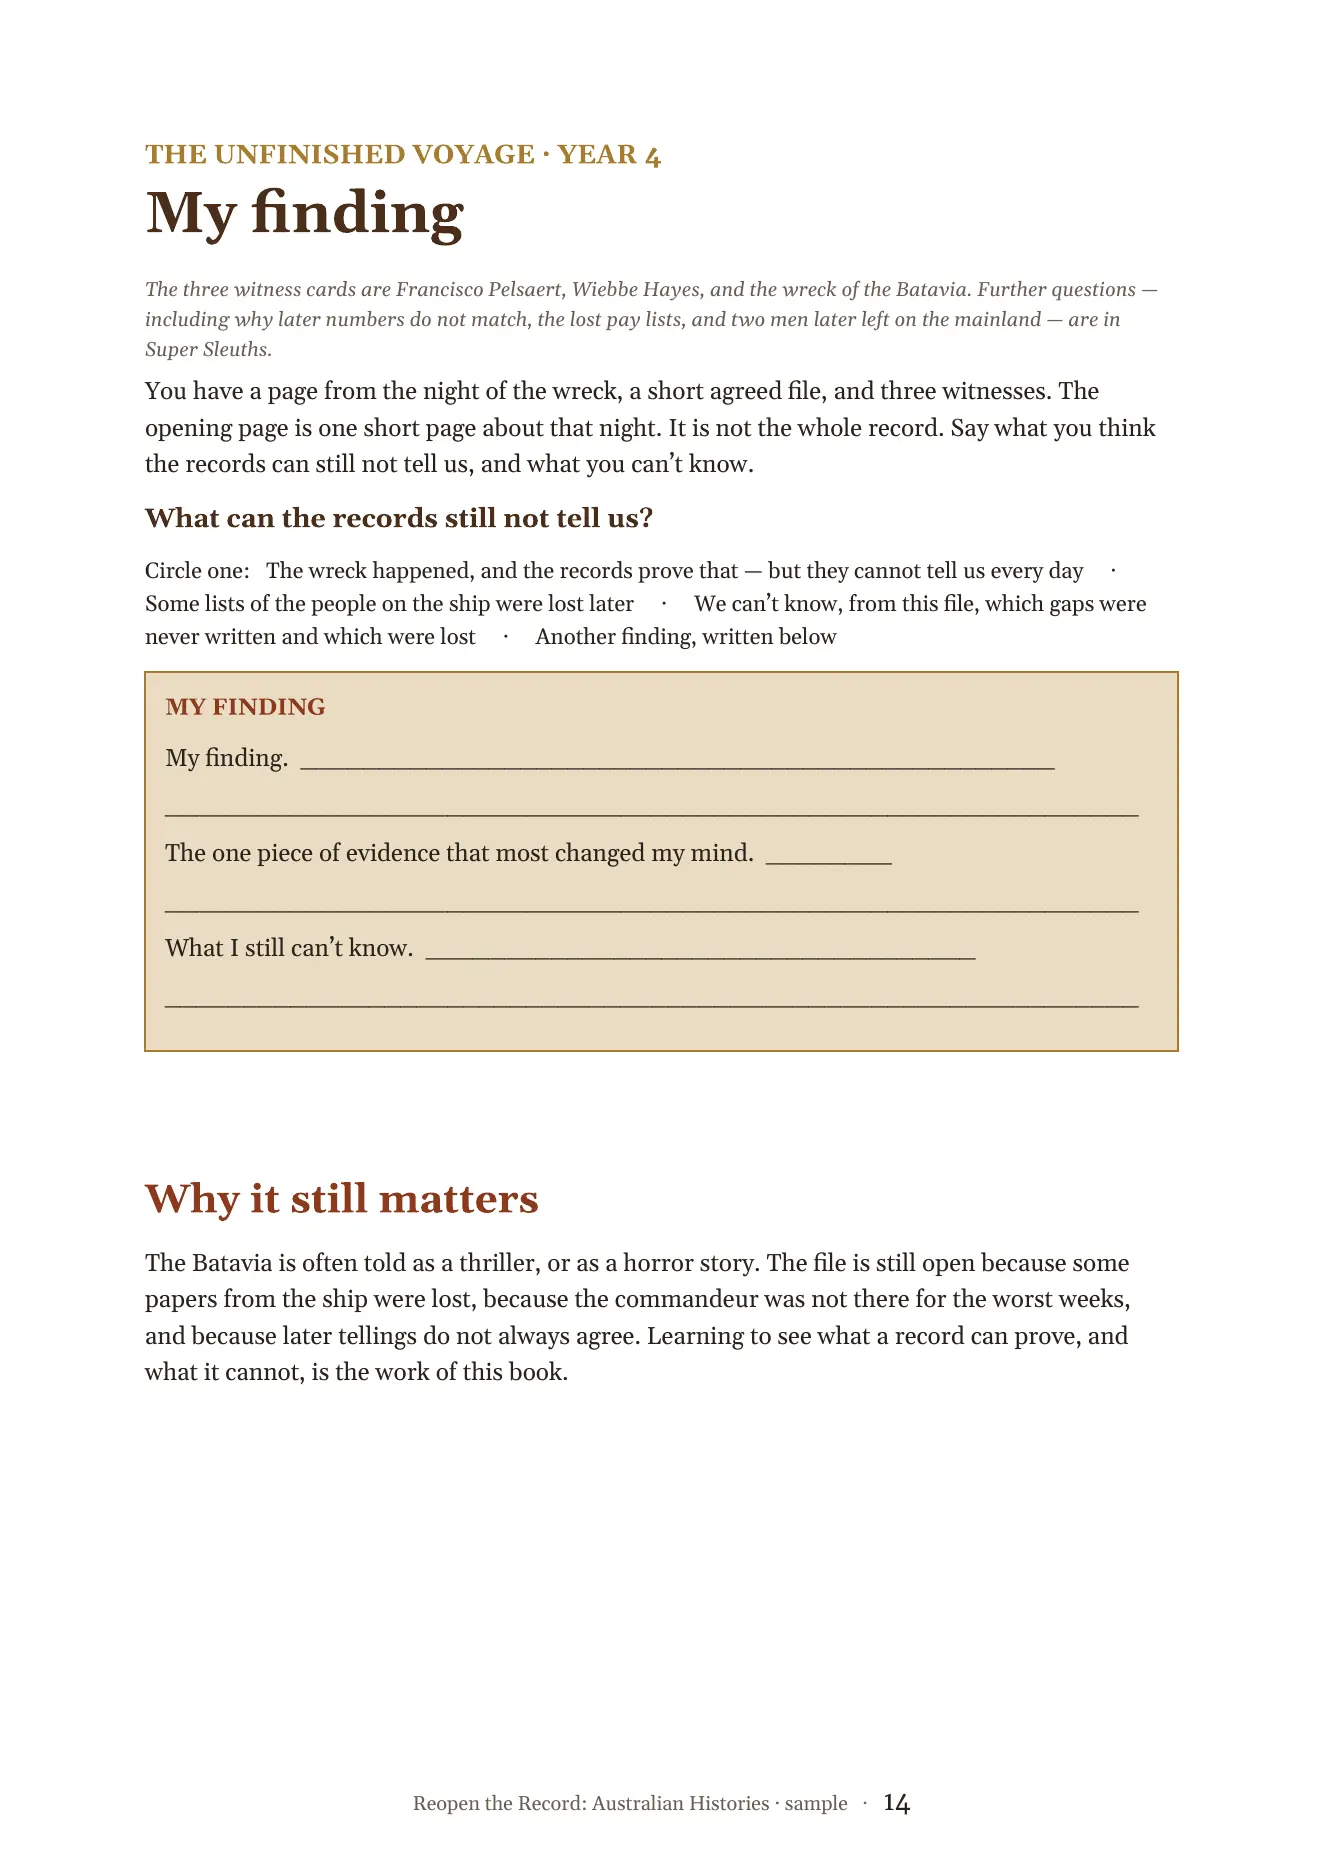 THE UNFINISHED VOYAGE · YEAR 4
My finding
The three witness cards are Francisco Pelsaert, Wiebbe Hayes, and the wreck of the Batavia. Further questions —
including why later numbers do not match, the lost pay lists, and two men later left on the mainland — are in
Super Sleuths.
You have a page from the night of the wreck, a short agreed file, and three witnesses. The
opening page is one short page about that night. It is not the whole record. Say what you think
the records can still not tell us, and what you can’t know.
What can the records still not tell us?
Circle one: The wreck happened, and the records prove that — but they cannot tell us every day ·
Some lists of the people on the ship were lost later · We can’t know, from this file, which gaps were
never written and which were lost · Another finding, written below
MY FINDING
My finding. ________________________________________________
______________________________________________________________
The one piece of evidence that most changed my mind. ________
______________________________________________________________
What I still can’t know. ___________________________________
______________________________________________________________
Why it still matters
The Batavia is often told as a thriller, or as a horror story. The file is still open because some
papers from the ship were lost, because the commandeur was not there for the worst weeks,
and because later tellings do not always agree. Learning to see what a record can prove, and
what it cannot, is the work of this book.
Reopen the Record: Australian Histories · sample · 14